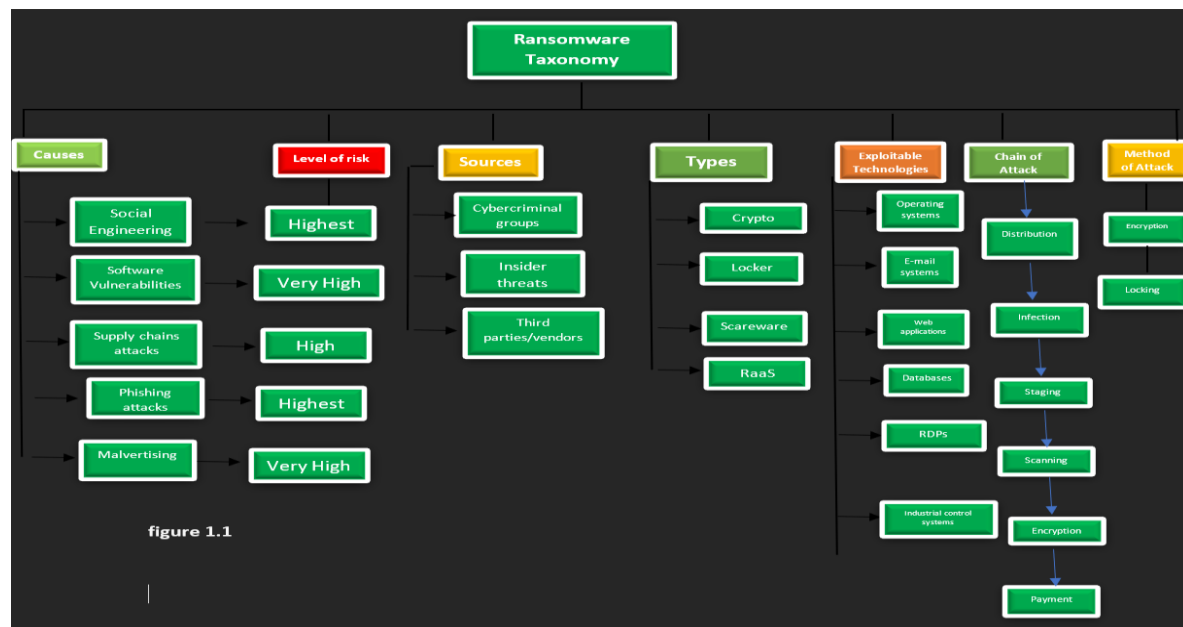 Ransomware
Taxonomy
Causes
Social
Engineering
Software
Vulnerabilities
Supply chains
attacks
Phishing
attacks
Malvertising
Level of risk
Highest
Very High
High
Highest
Very High
Sources
Cybercriminal
groups
Insider
threats
Third
parties/vendors
Types
Crypto
Locker
Scareware
RaaS
Exploitable
Technologies
Operating
systems
E-mail
systems
Web
applications
Databases
RDPs
Industrial control
systems
Chain of
Attack
Distribution
Infection
Staging
Scanning
Encryption
Payment
Method
of Attack
Encryption
Locking
figure 1.1